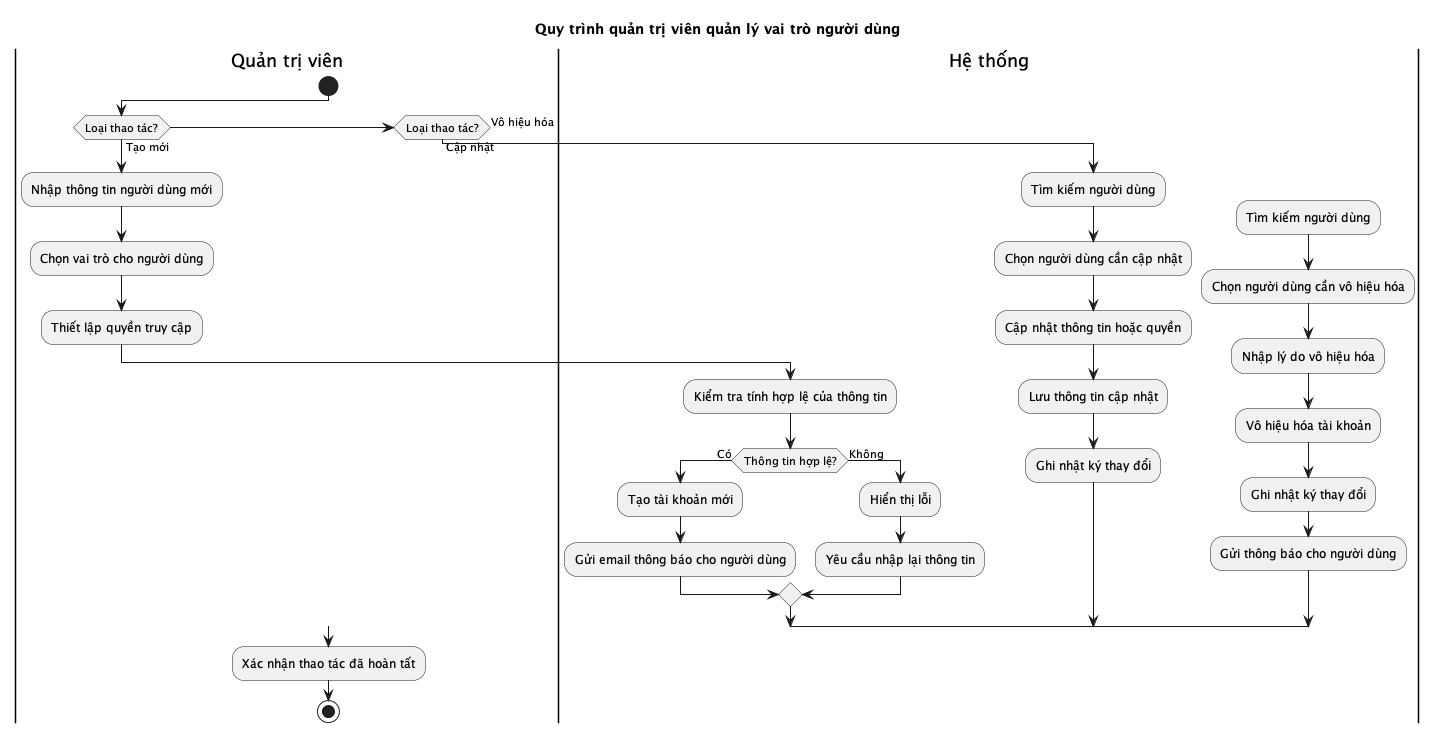 Quy trình quản trị viên quản lý vai trò người dùng
Quản trị viên
Hệ thống
Loại thao tác?
Tạo mới
Loại thao tác?
Vô hiệu hóa
Cập nhật
Nhập thông tin người dùng mới
Chọn vai trò cho người dùng
Thiết lập quyền truy cập
Kiểm tra tính hợp lệ của thông tin
Thông tin hợp lệ?
Có
Không
Tạo tài khoản mới
Gửi email thông báo cho người dùng
Hiển thị lỗi
Yêu cầu nhập lại thông tin
Tìm kiếm người dùng
Chọn người dùng cần cập nhật
Cập nhật thông tin hoặc quyền
Lưu thông tin cập nhật
Ghi nhật ký thay đổi
Tìm kiếm người dùng
Chọn người dùng cần vô hiệu hóa
Nhập lý do vô hiệu hóa
Vô hiệu hóa tài khoản
Ghi nhật ký thay đổi
Gửi thông báo cho người dùng
Xác nhận thao tác đã hoàn tất